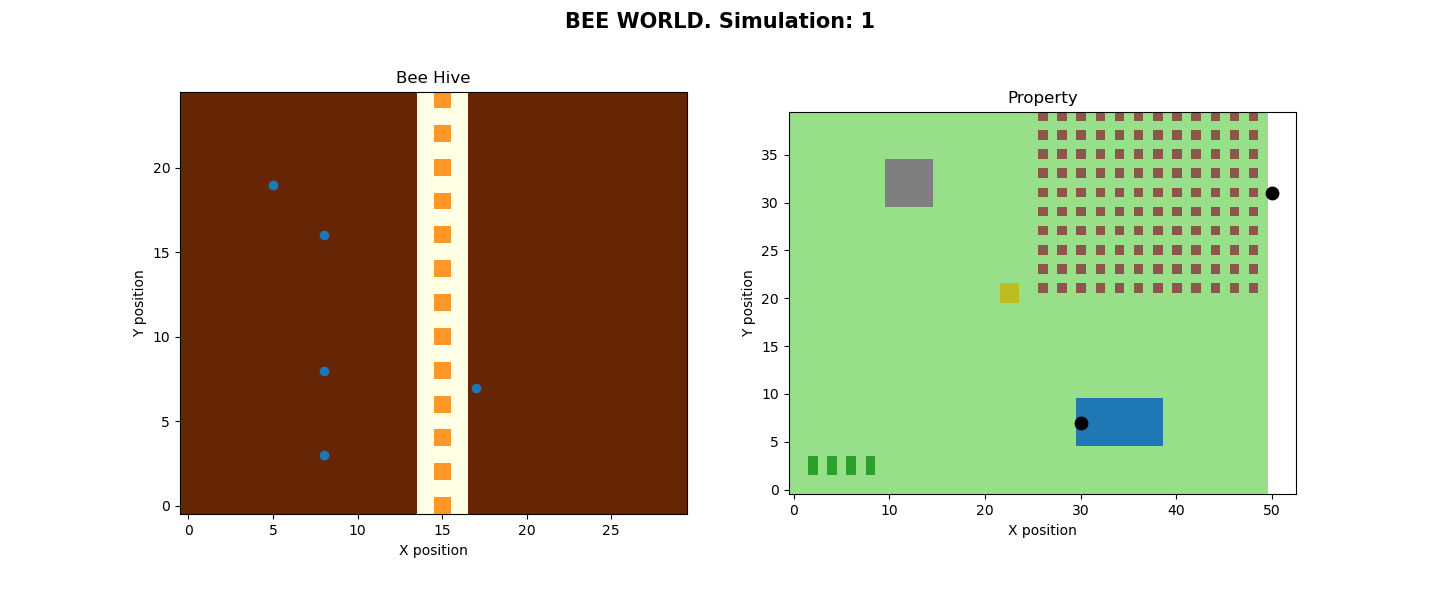 BEE WORLD. Simulation: 1
Bee Hive
Y position
20
15
10
5
0
0 5 10 15 20 25
X position
Property
Y position
35
30
25
20
15
10
5
0
0 10 20 30 40 50
X position